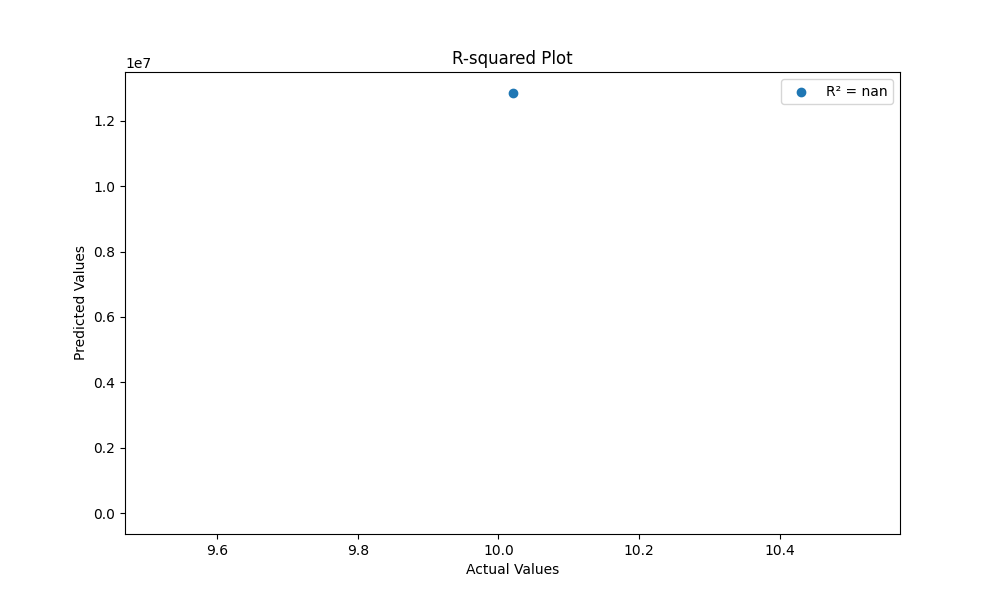 R-squared Plot
1e7
R² = nan
1.2
1.0
0.8
0.6
0.4
0.2
0.0
Predicted Values
9.6 9.8 10.0 10.2 10.4
Actual Values